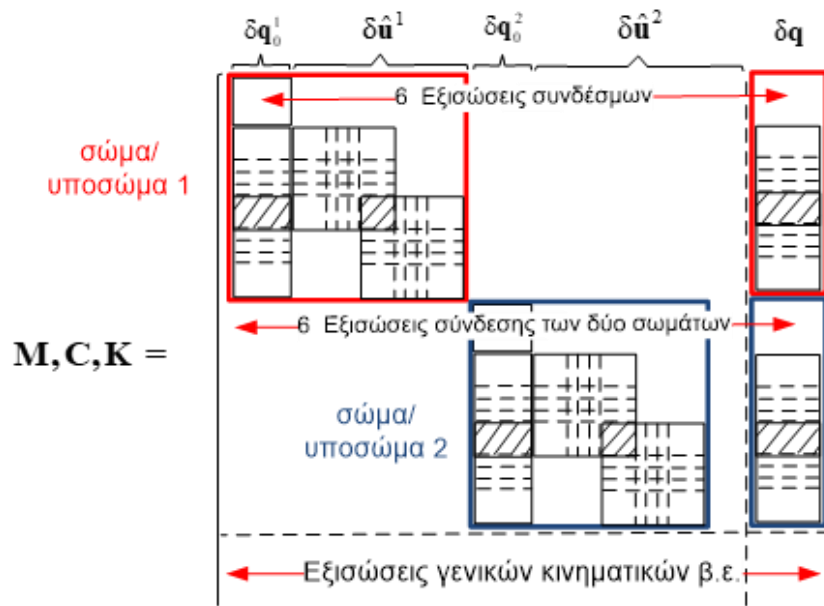 δq₀¹ δû¹ δq₀² δû² δq
6 Εξισώσεις συνδέσμων
σώμα/
υποσώμα 1
6 Εξισώσεις σύνδεσης των δύο σωμάτων
M, C, K =
σώμα/
υποσώμα 2
Εξισώσεις γενικών κινηματικών β.ε.